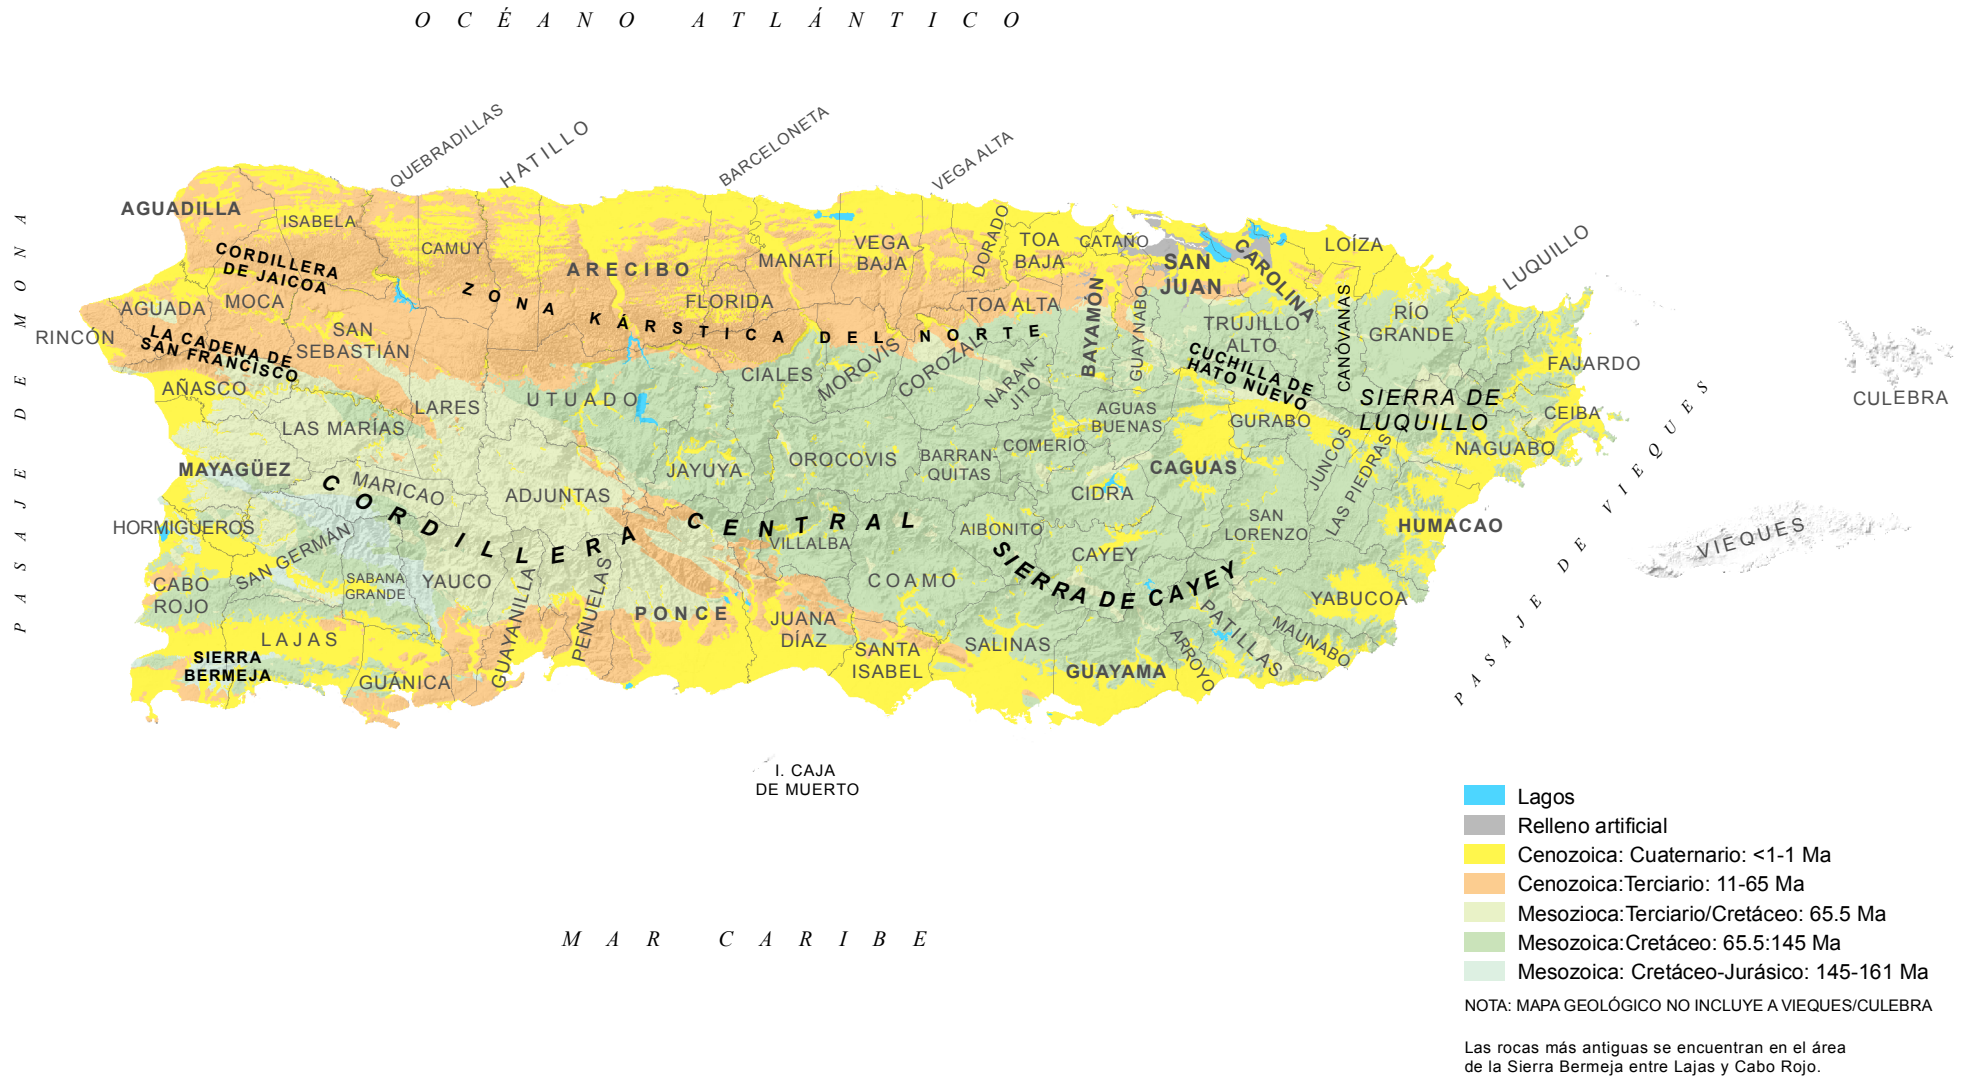 OCÉANO ATLÁNTICO
QUEBRADILLAS
HATILLO
BARCELONETA
VEGA ALTA
PASAJE DE MONA
AGUADILLA
ISABELA
CAMUY
ARECIBO
MANATÍ
VEGA
BAJA
DORADO
TOA
BAJA
CATAÑO
SAN
JUAN
CAROLINA
LOÍZA
LUQUILLO
CORDILLERA
DE JAICOA
AGUADA
MOCA
ZONA KÁRSTICA DEL NORTE
FLORIDA
TOA ALTA
BAYAMÓN
GUAYNABO
TRUJILLO
ALTO
CANÓVANAS
RÍO
GRANDE
RINCÓN
LA CADENA DE
SAN FRANCISCO
SAN
SEBASTIÁN
CIALES
MOROVIS
COROZAL
NARAN-
JITO
CUCHILLA DE
HATO NUEVO
FAJARDO
AÑASCO
LARES
UTUADO
AGUAS
BUENAS
GURABO
SIERRA DE
LUQUILLO
CEIBA
CULEBRA
LAS MARÍAS
COMERÍO
JUNCOS
LAS PIEDRAS
NAGUABO
PASAJE DE VIEQUES
MAYAGÜEZ
MARICAO
ADJUNTAS
JAYUYA
OROCOVIS
BARRAN-
QUITAS
CIDRA
CAGUAS
CORDILLERA CENTRAL
HORMIGUEROS
SAN GERMÁN
VILLALBA
AIBONITO
CAYEY
SAN
LORENZO
HUMACAO
VIEQUES
CABO
ROJO
SABANA
GRANDE
YAUCO
GUAYANILLA
PEÑUELAS
PONCE
COAMO
SIERRA DE CAYEY
YABUCOA
LAJAS
JUANA
DÍAZ
SANTA
ISABEL
SALINAS
PATILLAS
MAUNABO
SIERRA
BERMEJA
GUÁNICA
GUAYAMA
ARROYO
I. CAJA
DE MUERTO
MAR CARIBE
Lagos
Relleno artificial
Cenozoica: Cuaternario: <1-1 Ma
Cenozoica:Terciario: 11-65 Ma
Mesozioca:Terciario/Cretáceo: 65.5 Ma
Mesozoica:Cretáceo: 65.5:145 Ma
Mesozoica: Cretáceo-Jurásico: 145-161 Ma
NOTA: MAPA GEOLÓGICO NO INCLUYE A VIEQUES/CULEBRA
Las rocas más antiguas se encuentran en el área
de la Sierra Bermeja entre Lajas y Cabo Rojo.